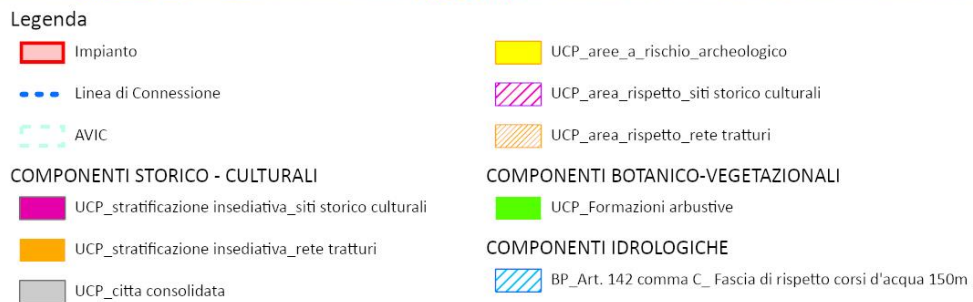 Legenda
Impianto
Linea di Connessione
AVIC
COMPONENTI STORICO - CULTURALI
UCP_stratificazione insediativa_siti storico culturali
UCP_stratificazione insediativa_rete tratturi
UCP_citta consolidata
UCP_aree_a_rischio_archeologico
UCP_area_rispetto_siti storico culturali
UCP_area_rispetto_rete tratturi
COMPONENTI BOTANICO-VEGETAZIONALI
UCP_Formazioni arbustive
COMPONENTI IDROLOGICHE
BP_Art. 142 comma C_ Fascia di rispetto corsi d'acqua 150m